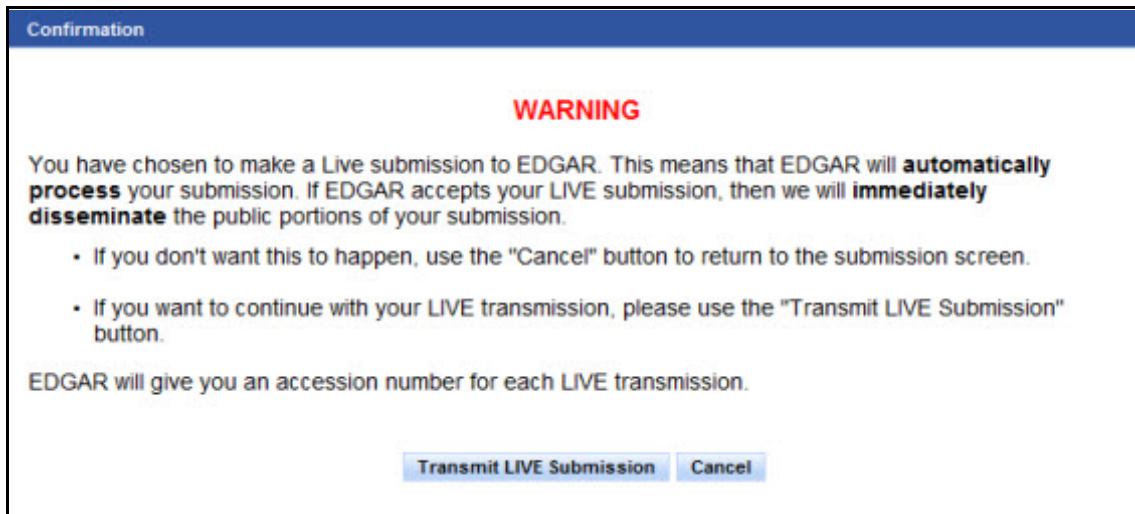 Confirmation
WARNING
You have chosen to make a Live submission to EDGAR. This means that EDGAR will automatically
process your submission. If EDGAR accepts your LIVE submission, then we will immediately
disseminate the public portions of your submission.
• If you don't want this to happen, use the "Cancel" button to return to the submission screen.
• If you want to continue with your LIVE transmission, please use the "Transmit LIVE Submission"
button.
EDGAR will give you an accession number for each LIVE transmission.
Transmit LIVE Submission Cancel